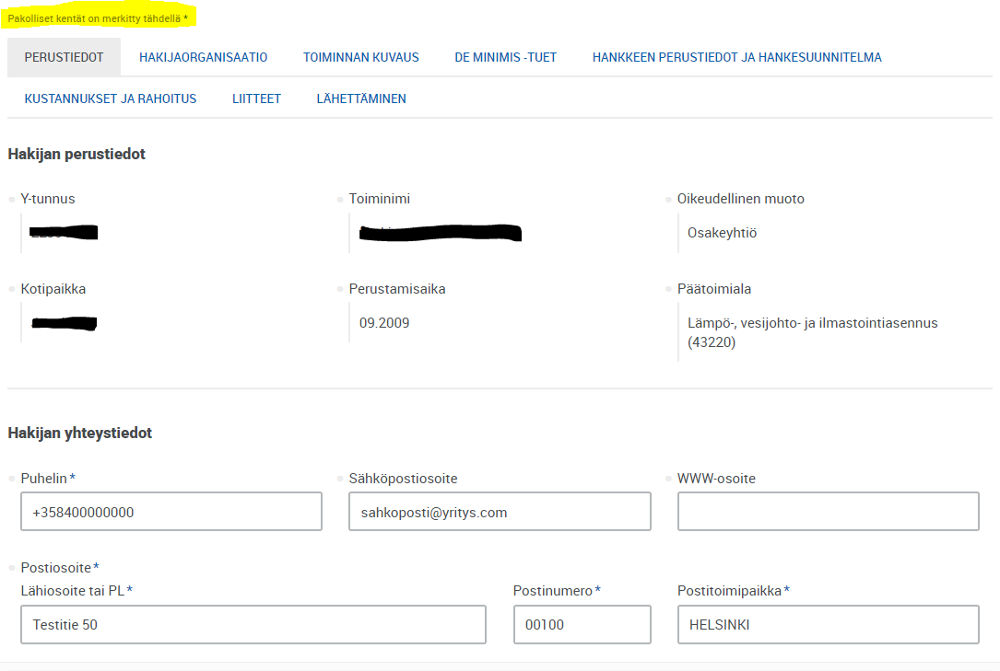 Pakolliset kentät on merkitty tähdellä *
PERUSTIEDOT HAKIJAORGANISAATIO TOIMINNAN KUVAUS DE MINIMIS -TUET HANKKEEN PERUSTIEDOT JA HANKESUUNNITELMA
KUSTANNUKSET JA RAHOITUS LIITTEET LÄHETTÄMINEN
Hakijan perustiedot
Y-tunnus Toiminimi Oikeudellinen muoto
Osakeyhtiö
Kotipaikka Perustamisaika Päätoimiala
09.2009 Lämpö-, vesijohto- ja ilmastointiasennus
(43220)
Hakijan yhteystiedot
Puhelin * Sähköpostiosoite WWW-osoite
+358400000000 sahkoposti@yritys.com
Postiosoite *
Lähiosoite tai PL * Postinumero * Postitoimipaikka *
Testitie 50 00100 HELSINKI